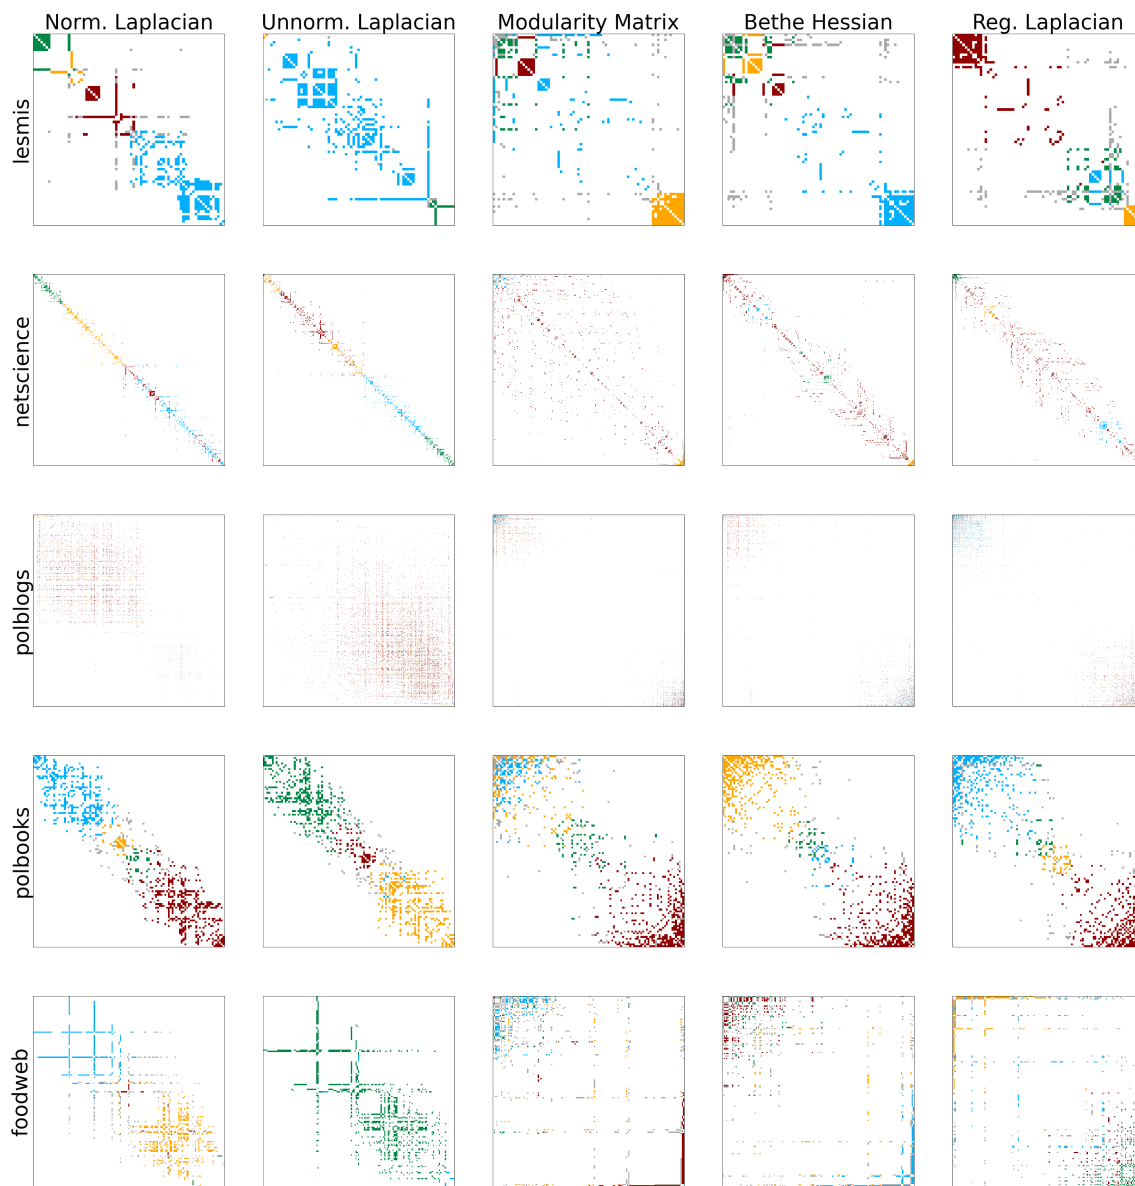 Norm. Laplacian
Unnorm. Laplacian
Modularity Matrix
Bethe Hessian
Reg. Laplacian
lesmis
netscience
polblogs
polbooks
foodweb